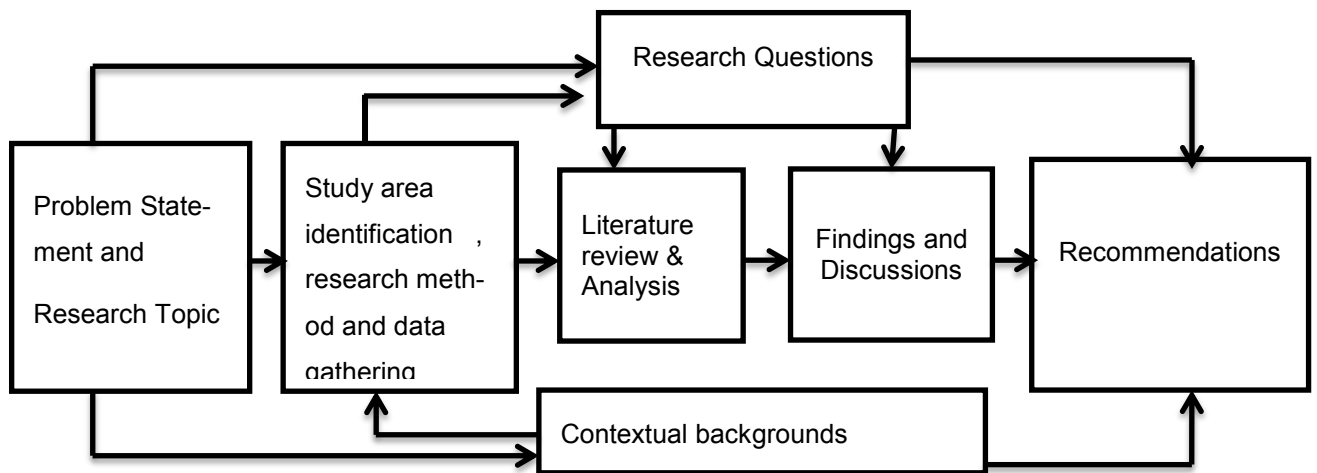 Research Questions
Problem State-
ment and
Research Topic
Study area
identification ,
research meth-
od and data
gathering
Literature
review &
Analysis
Findings and
Discussions
Recommendations
Contextual backgrounds